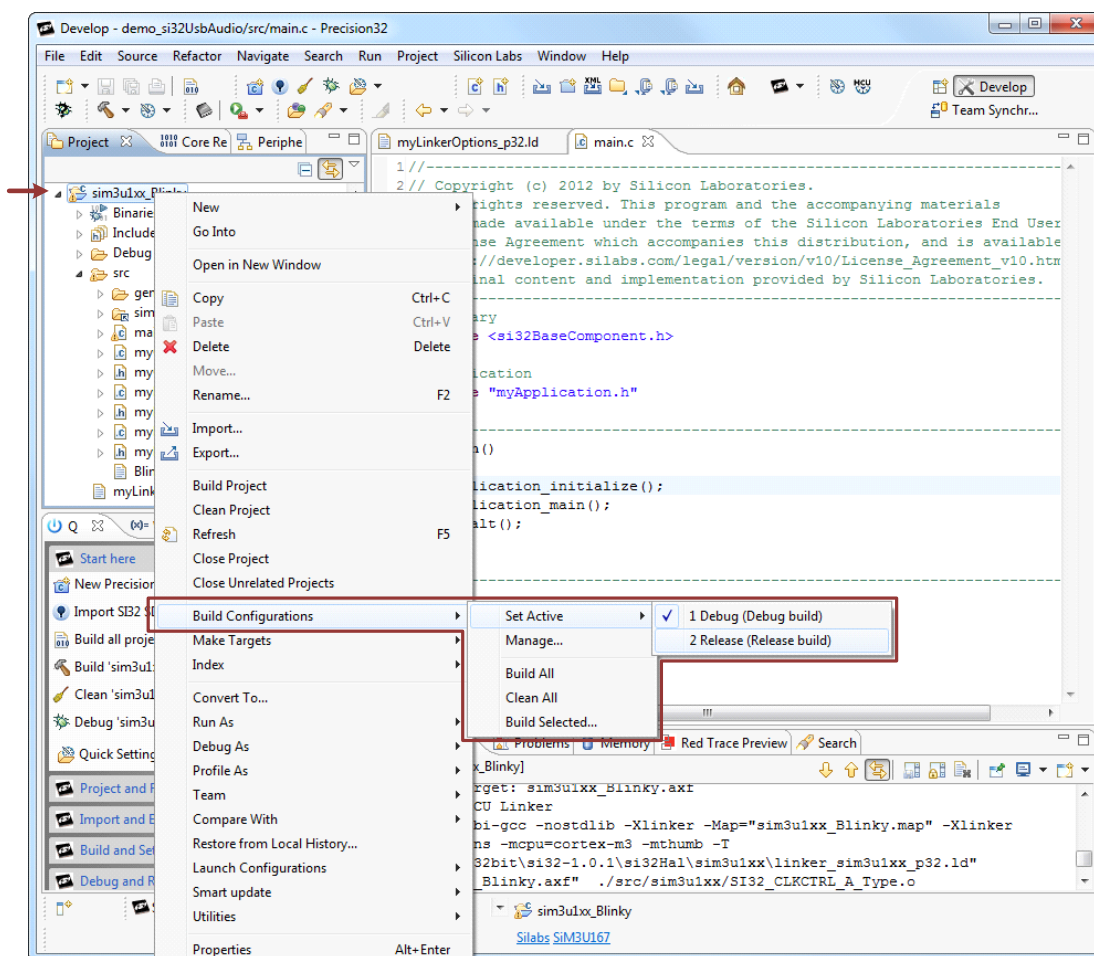 Develop - demo_si32UsbAudio/src/main.c - Precision32
File Edit Source Refactor Navigate Search Run Project Silicon Labs Window Help
Develop
Team Synchr...
Project Core Re Periphe
myLinkerOptions_p32.ld main.c
sim3u1xx_Blinky
Binarie
Include
Debug
src
ger
sim
ma
my
my
my
my
my
my
Blir
myLink
1 //
2 // Copyright (c) 2012 by Silicon Laboratories.
rights reserved. This program and the accompanying materials
made available under the terms of the Silicon Laboratories End User
nse Agreement which accompanies this distribution, and is available
://developer.silabs.com/legal/version/v10/License_Agreement_v10.htm
inal content and implementation provided by Silicon Laboratories.
ary
e <si32BaseComponent.h>
ication
e "myApplication.h"
n()
lication_initialize();
lication_main();
alt();
New
Go Into
Open in New Window
Copy Ctrl+C
Paste Ctrl+V
Delete Delete
Move...
Rename... F2
Import...
Export...
Build Project
Clean Project
Refresh F5
Close Project
Close Unrelated Projects
Build Configurations
Make Targets
Index
Convert To...
Run As
Debug As
Profile As
Team
Compare With
Restore from Local History...
Launch Configurations
Smart update
Utilities
Properties Alt+Enter
Set Active
Manage...
Build All
Clean All
Build Selected...
1 Debug (Debug build)
2 Release (Release build)
Q (x)=
Start here
New Precision
Import SI32 SD
Build all proje
Build 'sim3u1
Clean 'sim3u1
Debug 'sim3u
Quick Setting
Project and F
Import and E
Build and Set
Debug and R
Problems Memory Red Trace Preview Search
x_Blinky]
rget: sim3u1xx_Blinky.axf
CU Linker
bi-gcc -nostdlib -Xlinker -Map="sim3u1xx_Blinky.map" -Xlinker
ns -mcpu=cortex-m3 -mthumb -T
32bit\si32-1.0.1\si32Hal\sim3u1xx\linker_sim3u1xx_p32.ld"
_Blinky.axf" ./src/sim3u1xx/SI32_CLKCTRL_A_Type.o
sim3u1xx_Blinky
Silabs SiM3U167